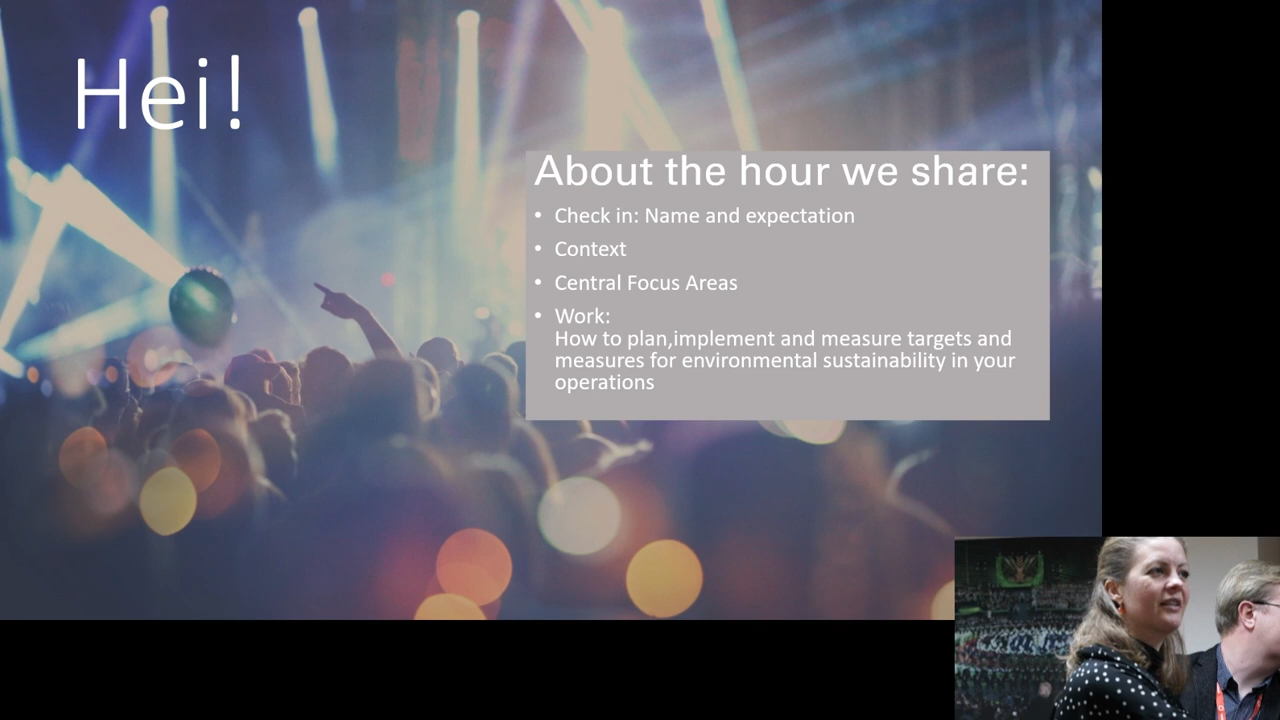 Hei!
About the hour we share:
• Check in: Name and expectation
• Context
• Central Focus Areas
• Work:
How to plan,implement and measure targets and
measures for environmental sustainability in your
operations